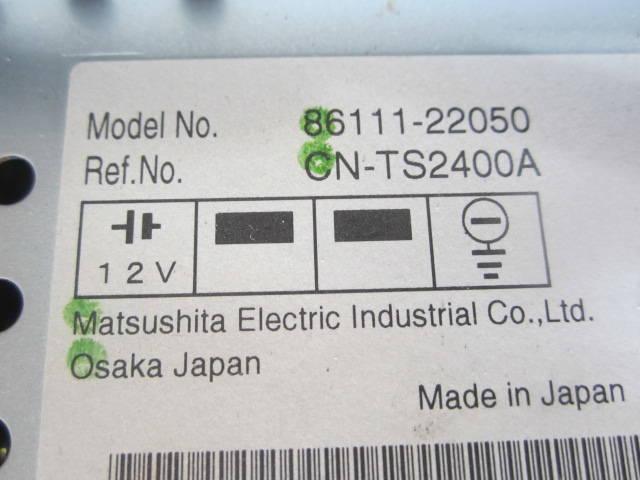 Model No. 86111-22050
Ref.No. CN-TS2400A
12V
Matsushita Electric Industrial Co.,Ltd.
Osaka Japan
Made in Japan